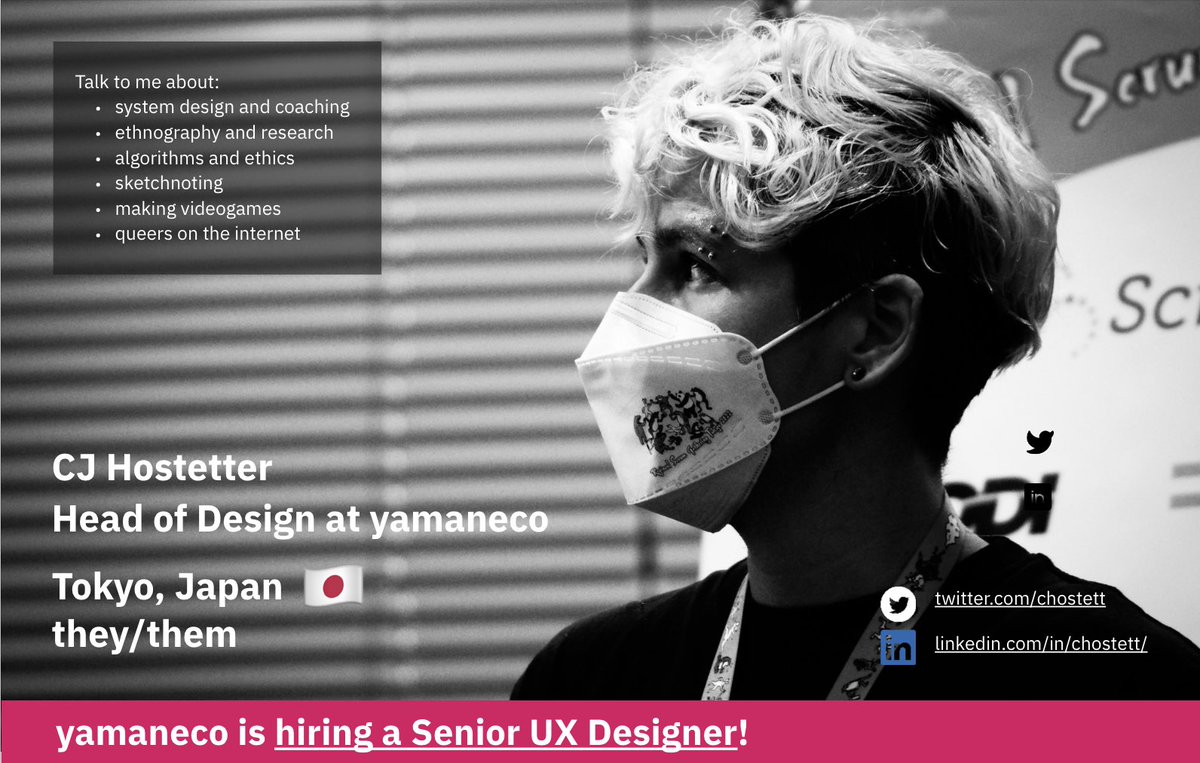 Talk to me about:
• system design and coaching
• ethnography and research
• algorithms and ethics
• sketchnoting
• making videogames
• queers on the internet
CJ Hostetter
Head of Design at yamaneco
Tokyo, Japan 🇯🇵
they/them
in
twitter.com/chostett
in linkedin.com/in/chostett/
yamaneco is hiring a Senior UX Designer!